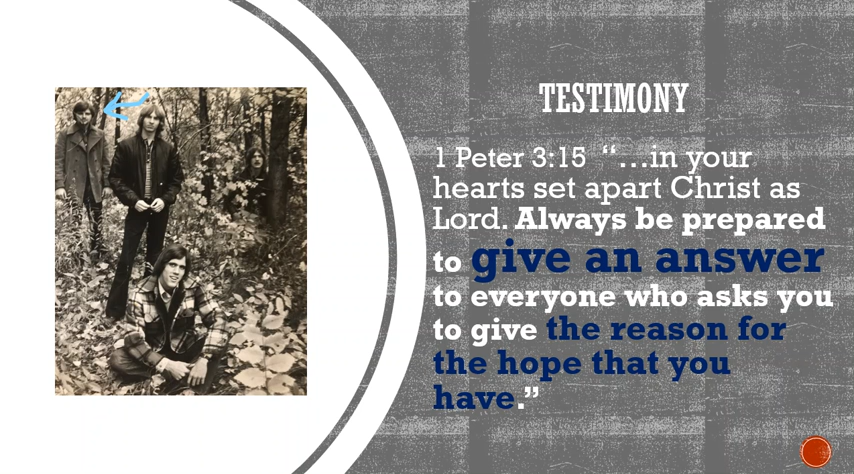 TESTIMONY
1 Peter 3:15 “…in your
hearts set apart Christ as
Lord. Always be prepared
to give an answer
to everyone who asks you
to give the reason for
the hope that you
have.”